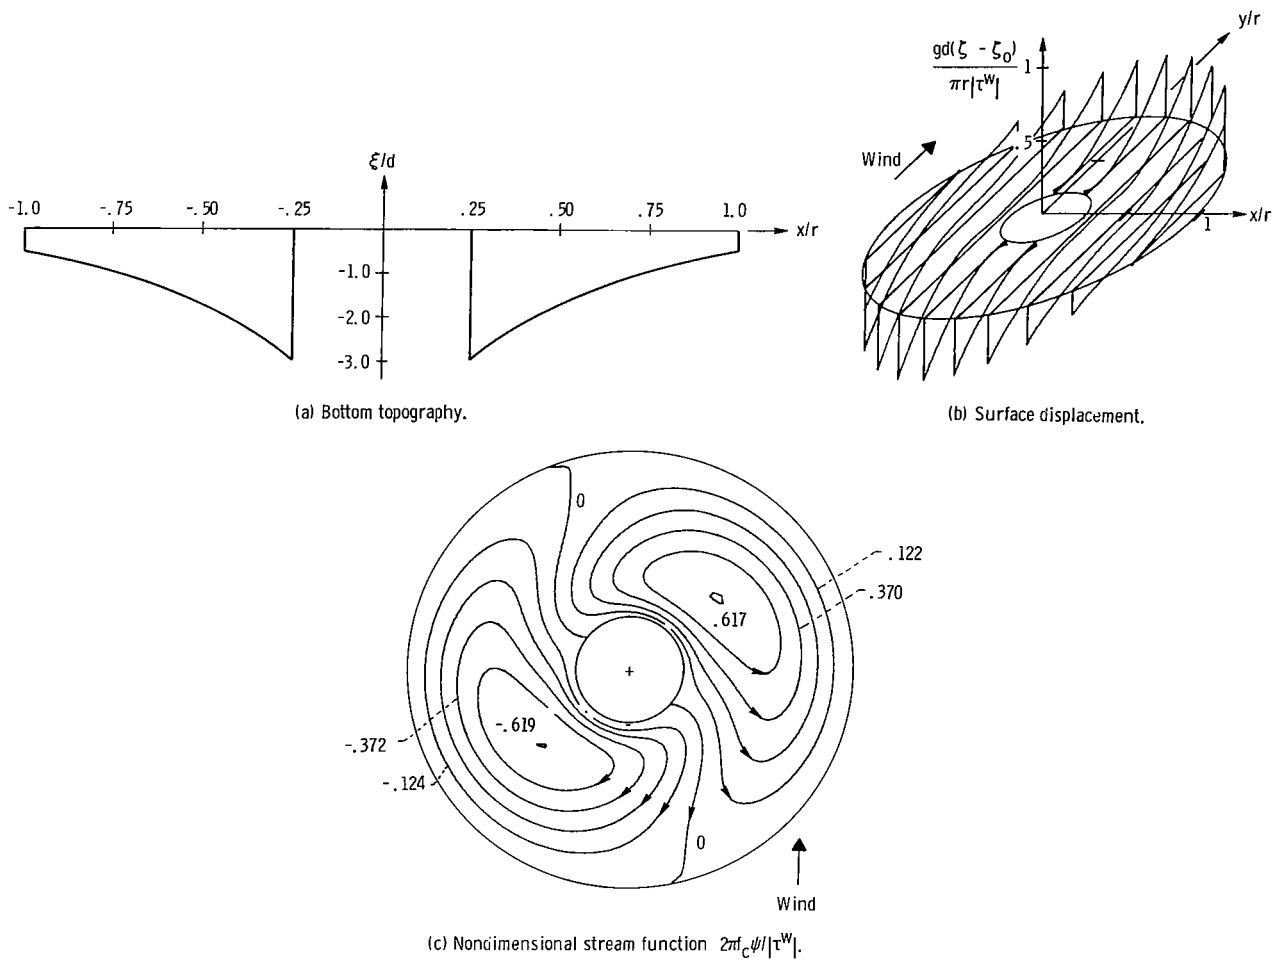 ξ/d
-1.0 -.75 -.50 -.25 .25 .50 .75 1.0 x/r
-1.0
-2.0
-3.0
(a) Bottom topography.
y/r
gd(ζ - ζ₀)
πr|τᵂ|
1
.5
Wind
1
x/r
(b) Surface displacement.
0
.122
.370
.617
-.619
-.372
-.124
0
Wind
(c) Nondimensional stream function 2πf_cψ/|τᵂ|.